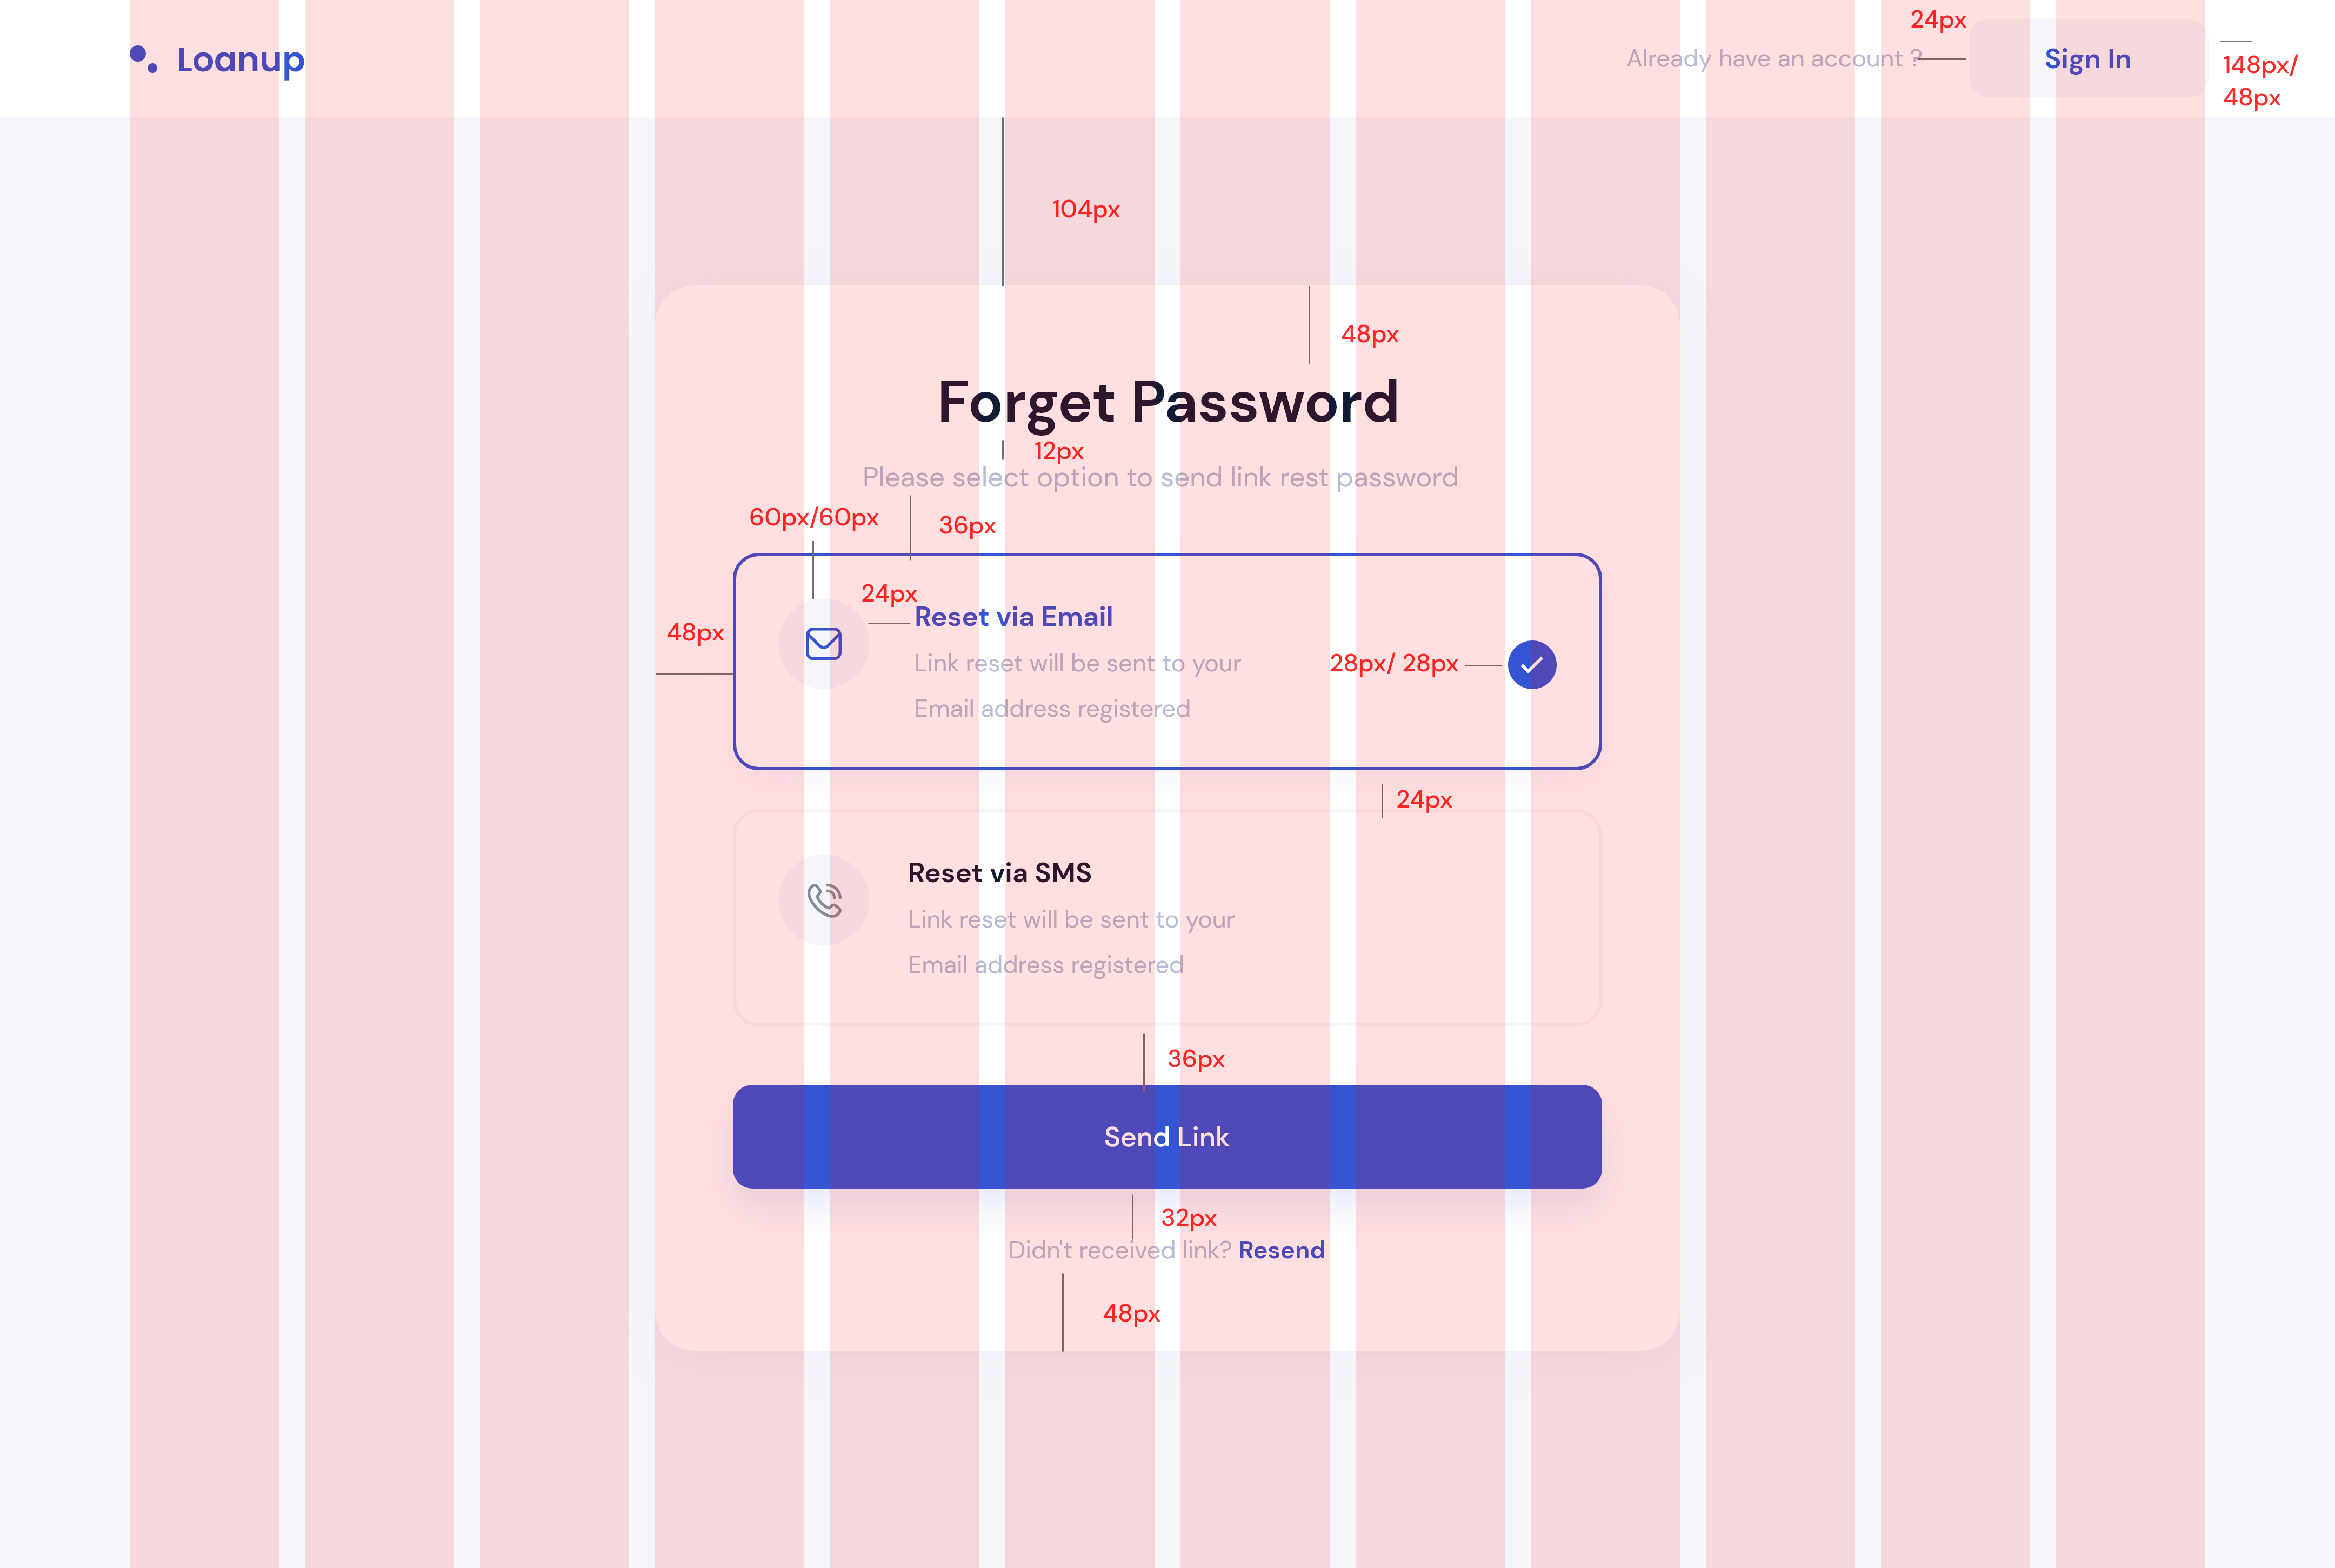 Loanup
Already have an account ?
24px
Sign In
148px/
48px
104px
48px
Forget Password
12px
Please select option to send link rest password
60px/60px
36px
24px
48px
Reset via Email
Link reset will be sent to your
Email address registered
28px/ 28px
24px
Reset via SMS
Link reset will be sent to your
Email address registered
36px
Send Link
32px
Didn't received link? Resend
48px